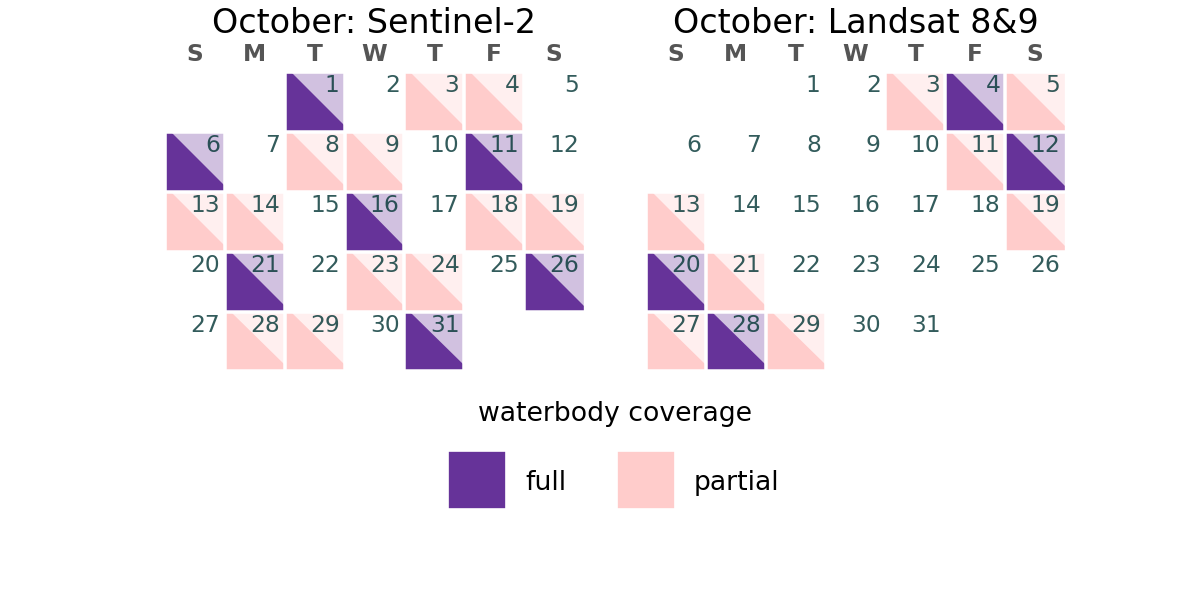 October: Sentinel-2
S M T W T F S
1 2 3 4 5
6 7 8 9 10 11 12
13 14 15 16 17 18 19
20 21 22 23 24 25 26
27 28 29 30 31
October: Landsat 8&9
S M T W T F S
1 2 3 4 5
6 7 8 9 10 11 12
13 14 15 16 17 18 19
20 21 22 23 24 25 26
27 28 29 30 31
waterbody coverage
full partial